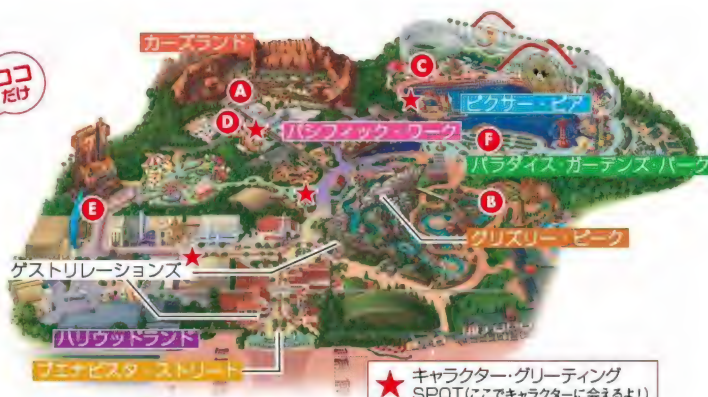 カーズランド
ココ
だけ
C
A
ピクサー・ピア
D
パシフィック・ワーク
F
パラダイス・ガーデンズ・パーク
B
E
グリズリー・ピーク
ゲストリレーションズ
ハリウッドランド
ブエナビスタ・ストリート
キャラクター・グリーティング
SPOT(ここでキャラクターに会えるよ!)